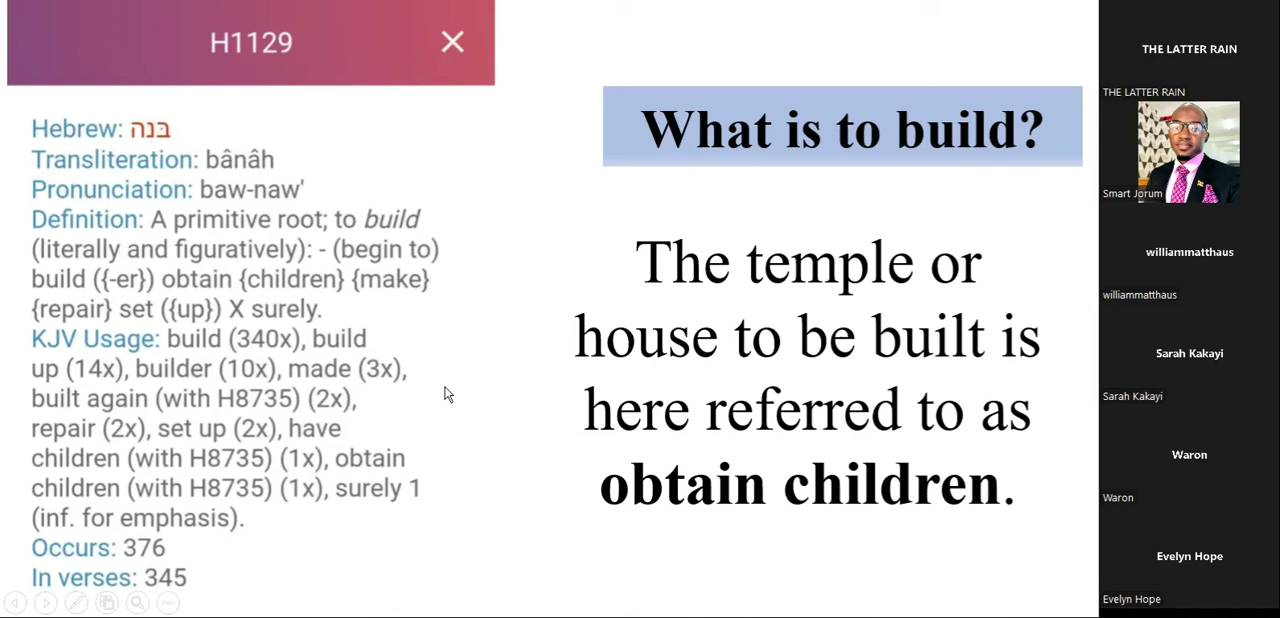 H1129
Hebrew: בנה
Transliteration: bânâh
Pronunciation: baw-naw'
Definition: A primitive root; to build
(literally and figuratively): - (begin to)
build ({-er}) obtain {children} {make}
{repair} set ({up}) X surely.
KJV Usage: build (340x), build
up (14x), builder (10x), made (3x),
built again (with H8735) (2x),
repair (2x), set up (2x), have
children (with H8735) (1x), obtain
children (with H8735) (1x), surely 1
(inf. for emphasis).
Occurs: 376
In verses: 345
What is to build?
The temple or
house to be built is
here referred to as
obtain children.
THE LATTER RAIN
THE LATTER RAIN
Smart Jorum
williammatthaus
williammatthaus
Sarah Kakayi
Sarah Kakayi
Waron
Waron
Evelyn Hope
Evelyn Hope